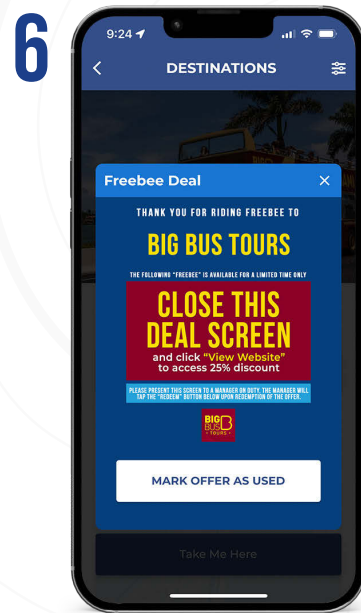 6
9:24
DESTINATIONS
Freebee Deal
THANK YOU FOR RIDING FREEBEE TO
BIG BUS TOURS
THE FOLLOWING "FREEBEE" IS AVAILABLE FOR A LIMITED TIME ONLY
CLOSE THIS
DEAL SCREEN
and click "View Website"
to access 25% discount
PLEASE PRESENT THIS SCREEN TO A MANAGER ON DUTY. THE MANAGER WILL
TAP THE "REDEEM" BUTTON BELOW UPON REDEMPTION OF THE OFFER.
BIG
BUS
TOURS
MARK OFFER AS USED
Take Me Here